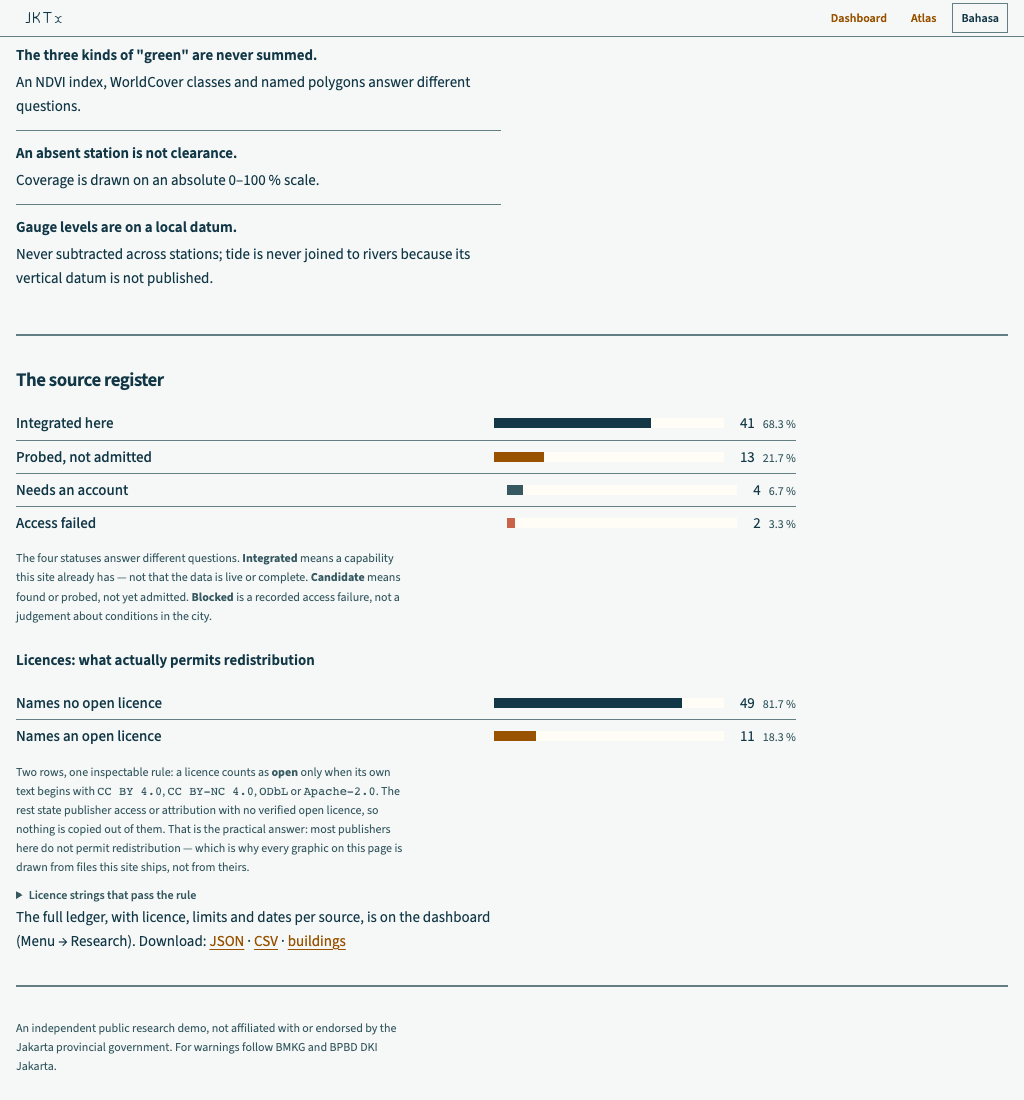 JKTx
Dashboard Atlas Bahasa
The three kinds of "green" are never summed.
An NDVI index, WorldCover classes and named polygons answer different
questions.
An absent station is not clearance.
Coverage is drawn on an absolute 0–100 % scale.
Gauge levels are on a local datum.
Never subtracted across stations; tide is never joined to rivers because its
vertical datum is not published.
The source register
Integrated here 41 68.3 %
Probed, not admitted 13 21.7 %
Needs an account 4 6.7 %
Access failed 2 3.3 %
The four statuses answer different questions. Integrated means a capability
this site already has — not that the data is live or complete. Candidate means
found or probed, not yet admitted. Blocked is a recorded access failure, not a
judgement about conditions in the city.
Licences: what actually permits redistribution
Names no open licence 49 81.7 %
Names an open licence 11 18.3 %
Two rows, one inspectable rule: a licence counts as open only when its own
text begins with CC BY 4.0, CC BY-NC 4.0, ODbL or Apache-2.0. The
rest state publisher access or attribution with no verified open licence, so
nothing is copied out of them. That is the practical answer: most publishers
here do not permit redistribution — which is why every graphic on this page is
drawn from files this site ships, not from theirs.
▶ Licence strings that pass the rule
The full ledger, with licence, limits and dates per source, is on the dashboard
(Menu → Research). Download: JSON · CSV · buildings
An independent public research demo, not affiliated with or endorsed by the
Jakarta provincial government. For warnings follow BMKG and BPBD DKI
Jakarta.